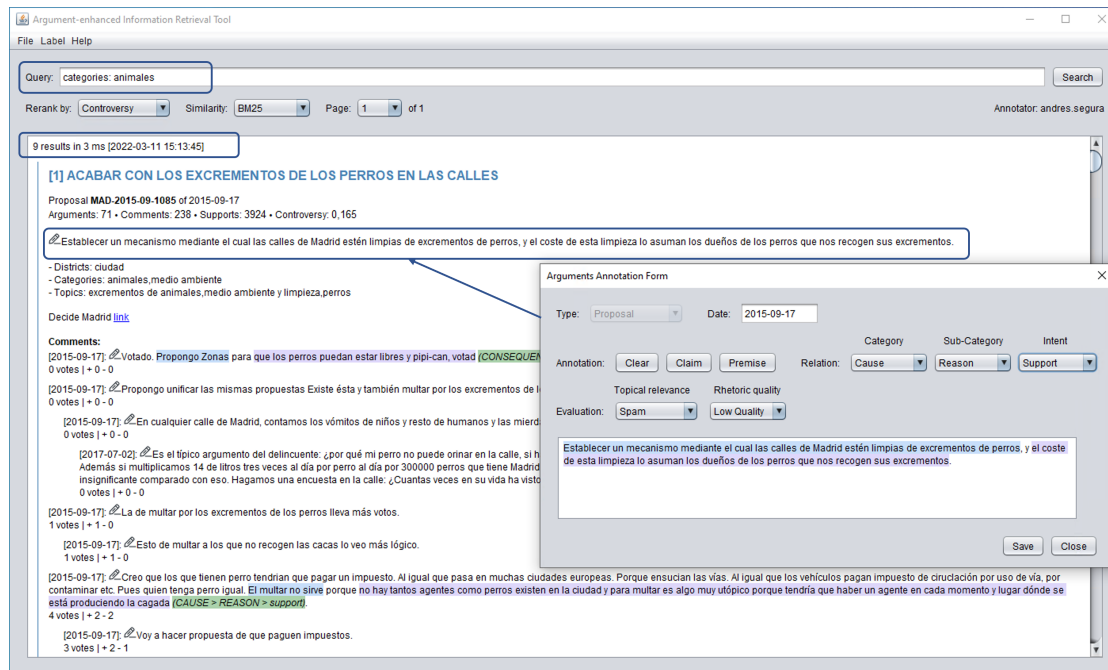 Argument-enhanced Information Retrieval Tool
File Label Help
Query: categories: animales
Search
Rerank by: Controversy Similarity: BM25 Page: 1 of 1
Annotator: andres.segura
9 results in 3 ms [2022-03-11 15:13:45]
[1] ACABAR CON LOS EXCREMENTOS DE LOS PERROS EN LAS CALLES
Proposal MAD-2015-09-1085 of 2015-09-17
Arguments: 71 • Comments: 238 • Supports: 3924 • Controversy: 0,165
Establecer un mecanismo mediante el cual las calles de Madrid estén limpias de excrementos de perros, y el coste de esta limpieza lo asuman los dueños de los perros que nos recogen sus excrementos.
- Districts: ciudad
- Categories: animales,medio ambiente
- Topics: excrementos de animales,medio ambiente y limpieza,perros
Decide Madrid link
Comments:
[2015-09-17]: Votado. Propongo Zonas para que los perros puedan estar libres y pipi-can, votad (CONSEQUEN
0 votes | + 0 - 0
[2015-09-17]: Propongo unificar las mismas propuestas Existe ésta y también multar por los excrementos de l
0 votes | + 0 - 0
[2015-09-17]: En cualquier calle de Madrid, contamos los vómitos de niños y resto de humanos y las mierd
0 votes | + 0 - 0
[2017-07-02]: Es el típico argumento del delincuente: ¿por qué mi perro no puede orinar en la calle, si h
Además si multiplicamos 14 de litros tres veces al día por perro al día por 300000 perros que tiene Madrid
insignificante comparado con eso. Hagamos una encuesta en la calle: ¿Cuantas veces en su vida ha visto
0 votes | + 0 - 0
[2015-09-17]: La de multar por los excrementos de los perros lleva más votos.
1 votes | + 1 - 0
[2015-09-17]: Esto de multar a los que no recogen las cacas lo veo más lógico.
1 votes | + 1 - 0
[2015-09-17]: Creo que los que tienen perro tendrian que pagar un impuesto. Al igual que pasa en muchas ciudades europeas. Porque ensucian las vías. Al igual que los vehículos pagan impuesto de ciruclación por uso de vía, por
contaminar etc. Pues quien tenga perro igual. El multar no sirve porque no hay tantos agentes como perros existen en la ciudad y para multar es algo muy utópico porque tendría que haber un agente en cada momento y lugar dónde se
está produciendo la cagada (CAUSE > REASON > support).
4 votes | + 2 - 2
[2015-09-17]: Voy a hacer propuesta de que paguen impuestos.
3 votes | + 2 - 1
Arguments Annotation Form
Type: Proposal Date: 2015-09-17
Category Sub-Category Intent
Annotation: Clear Claim Premise Relation: Cause Reason Support
Topical relevance Rhetoric quality
Evaluation: Spam Low Quality
Establecer un mecanismo mediante el cual las calles de Madrid estén limpias de excrementos de perros, y el coste
de esta limpieza lo asuman los dueños de los perros que nos recogen sus excrementos.
Save Close